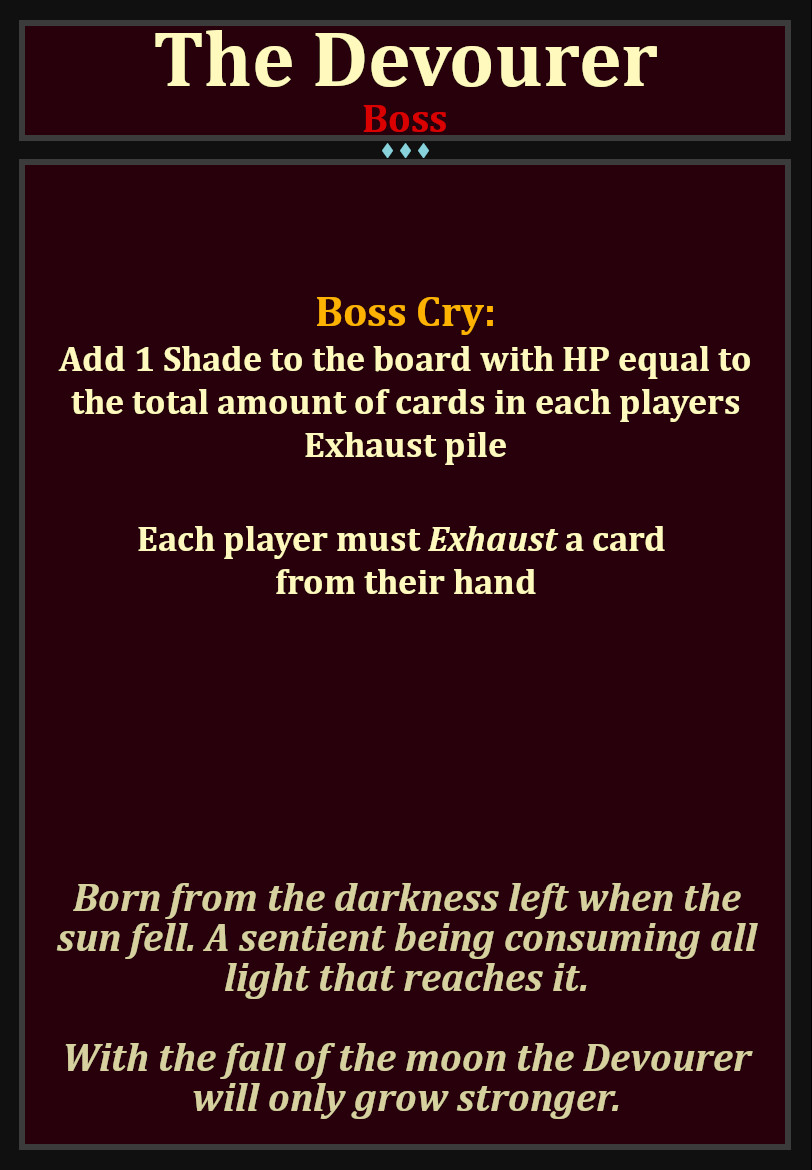 The Devourer
Boss
♦♦♦
Boss Cry:
Add 1 Shade to the board with HP equal to
the total amount of cards in each players
Exhaust pile
Each player must Exhaust a card
from their hand
Born from the darkness left when the
sun fell. A sentient being consuming all
light that reaches it.
With the fall of the moon the Devourer
will only grow stronger.